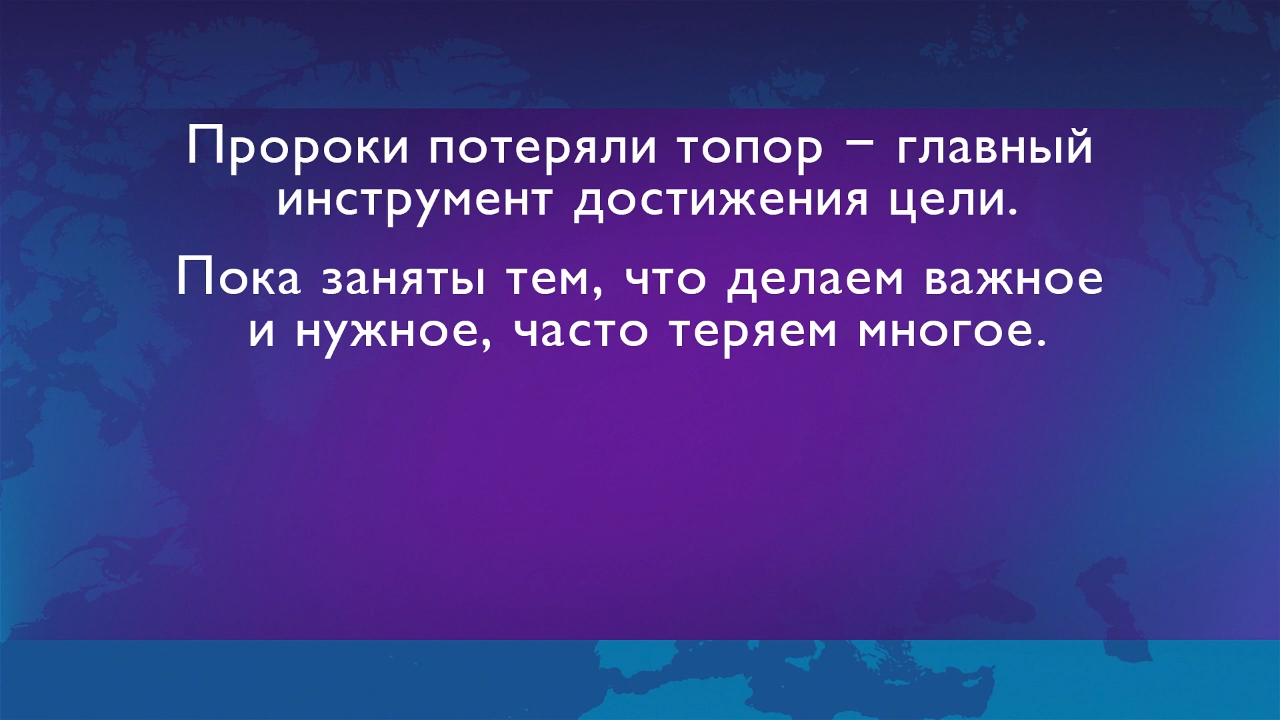 Пророки потеряли топор – главный
инструмент достижения цели.
Пока заняты тем, что делаем важное
и нужное, часто теряем многое.